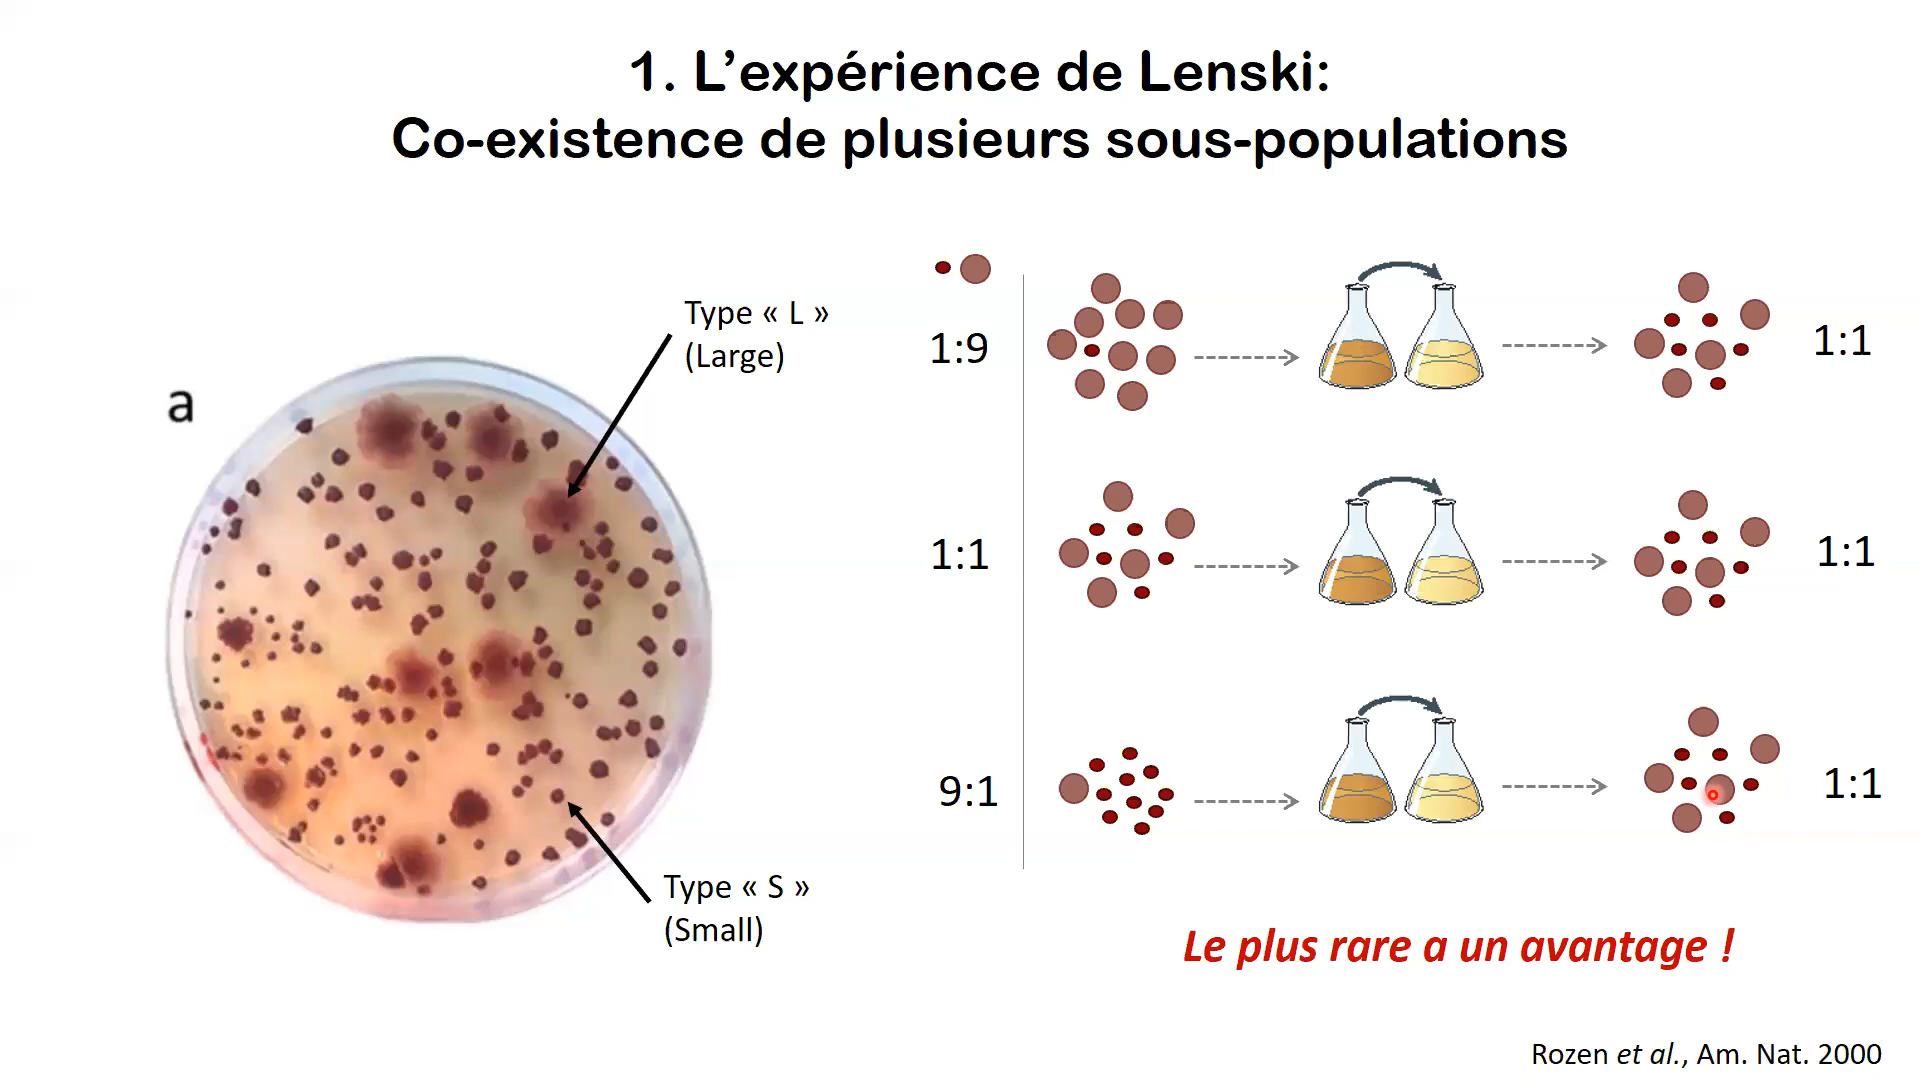 1. L’expérience de Lenski:
Co-existence de plusieurs sous-populations
a
Type « L »
(Large)
Type « S »
(Small)
1:9
1:1
1:1
1:1
9:1
1:1
Le plus rare a un avantage !
Rozen et al., Am. Nat. 2000